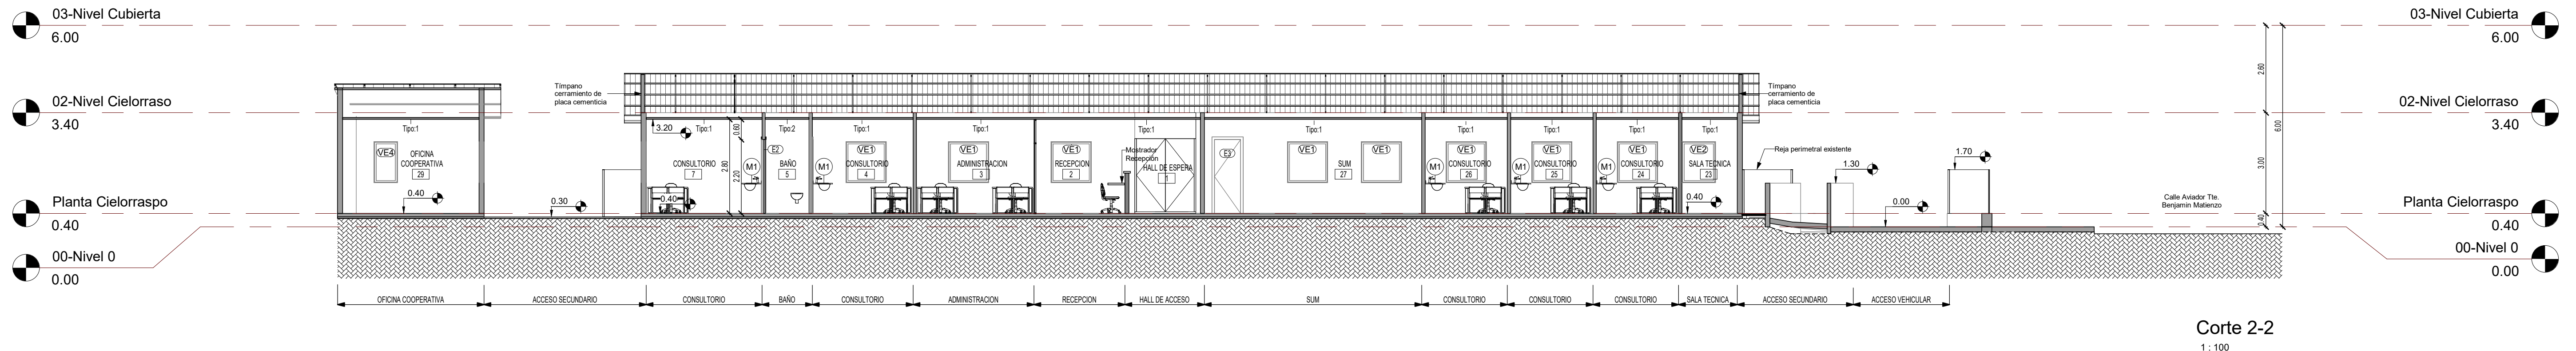 03-Nivel Cubierta
6.00
02-Nivel Cielorraso
3.40
Planta Cielorraspo
0.40
00-Nivel 0
0.00
Tipo:1
VE4
OFICINA
COOPERATIVA
29
0.40
0.30
Tímpano
cerramiento de
placa cementicia
3.20
Tipo:1
0.60
2.80
2.20
CONSULTORIO
7
0.40
M1
E2
Tipo:2
BAÑO
5
M1
Tipo:1
VE1
CONSULTORIO
4
Tipo:1
VE1
ADMINISTRACION
3
Tipo:1
VE1
RECEPCION
2
Mostrador
Recepción
Tipo:1
HALL DE ESPERA
1
E3
Tipo:1
VE1
VE1
SUM
27
M1
Tipo:1
VE1
CONSULTORIO
26
M1
Tipo:1
VE1
CONSULTORIO
25
M1
Tipo:1
VE1
CONSULTORIO
24
Tipo:1
VE2
SALA TECNICA
23
0.40
Tímpano
cerramiento de
placa cementicia
Reja perimetral existente
1.30
1.70
0.00
Calle Aviador Tte.
Benjamín Matienzo
2.60
3.00
0.40
6.00
03-Nivel Cubierta
6.00
02-Nivel Cielorraso
3.40
Planta Cielorraspo
0.40
00-Nivel 0
0.00
OFICINA COOPERATIVA
ACCESO SECUNDARIO
CONSULTORIO
BAÑO
CONSULTORIO
ADMINISTRACION
RECEPCION
HALL DE ACCESO
SUM
CONSULTORIO
CONSULTORIO
CONSULTORIO
SALA TECNICA
ACCESO SECUNDARIO
ACCESO VEHICULAR
Corte 2-2
1 : 100